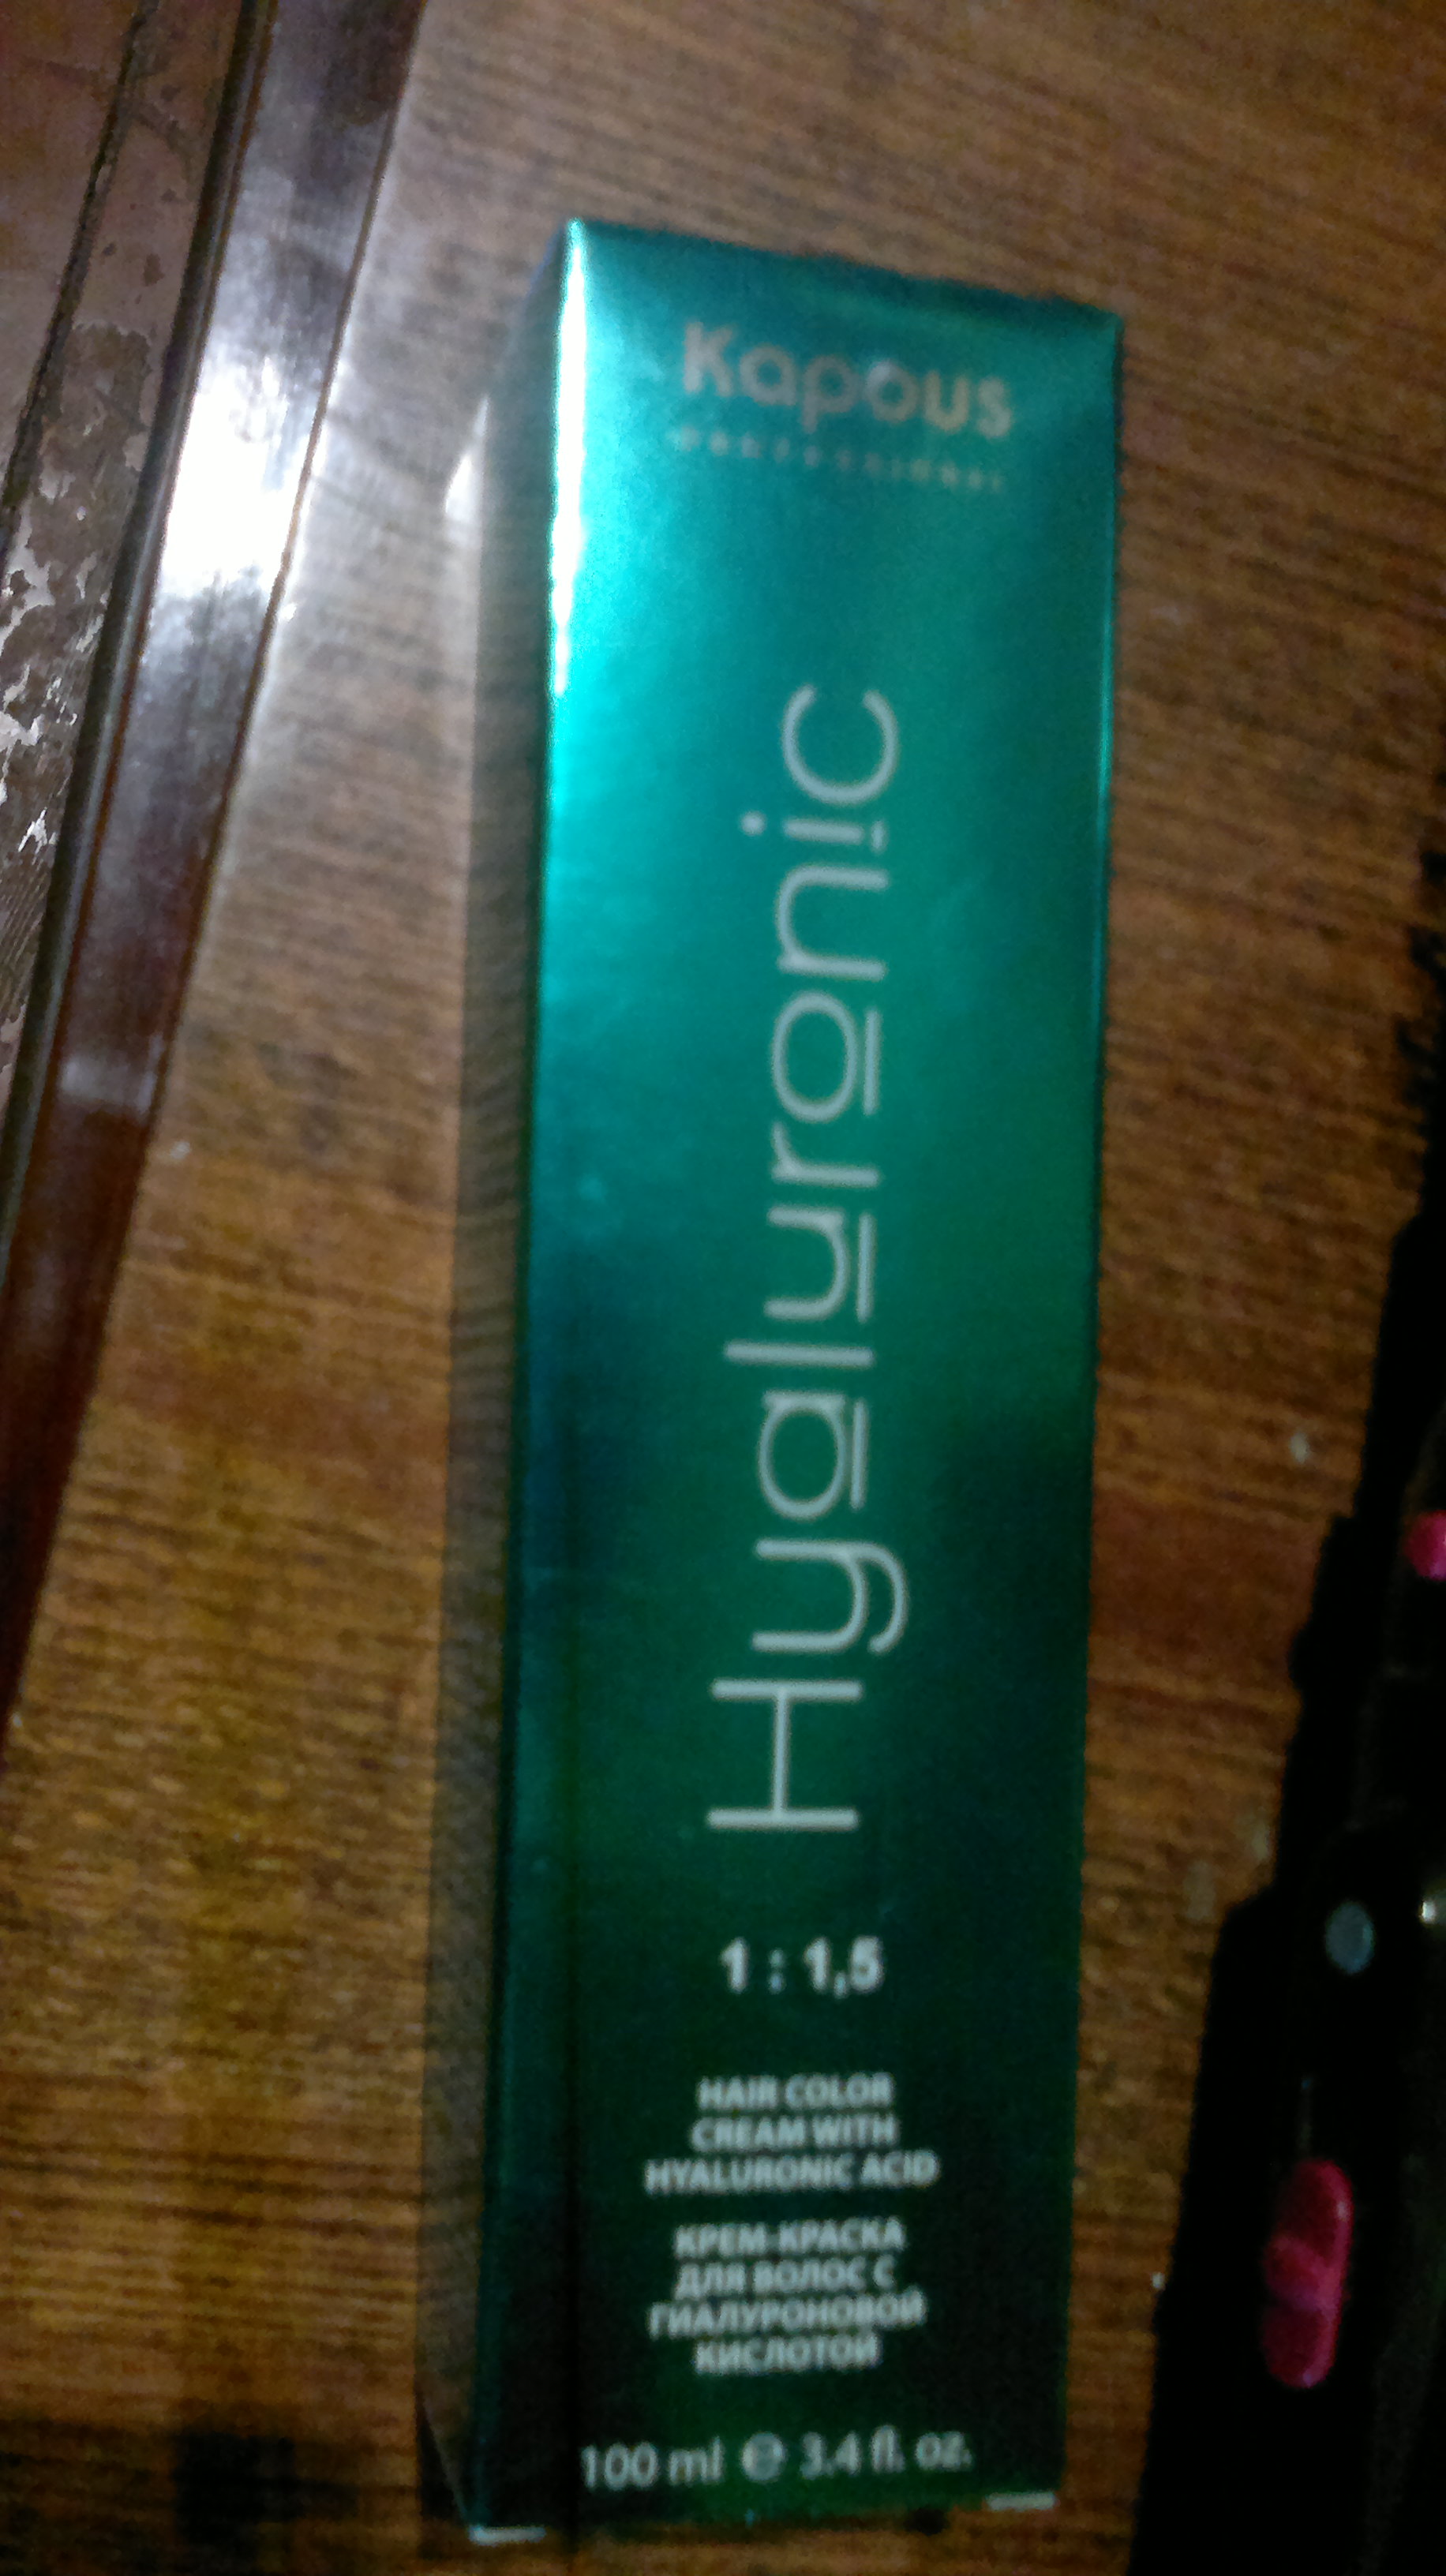 Kapous
PROFESSIONAL
Hyaluronic
1 : 1,5
HAIR COLOR
CREAM WITH
HYALURONIC ACID
КРЕМ-КРАСКА
ДЛЯ ВОЛОС С
ГИАЛУРОНОВОЙ
КИСЛОТОЙ
100 ml ℮ 3.4 fl. oz.